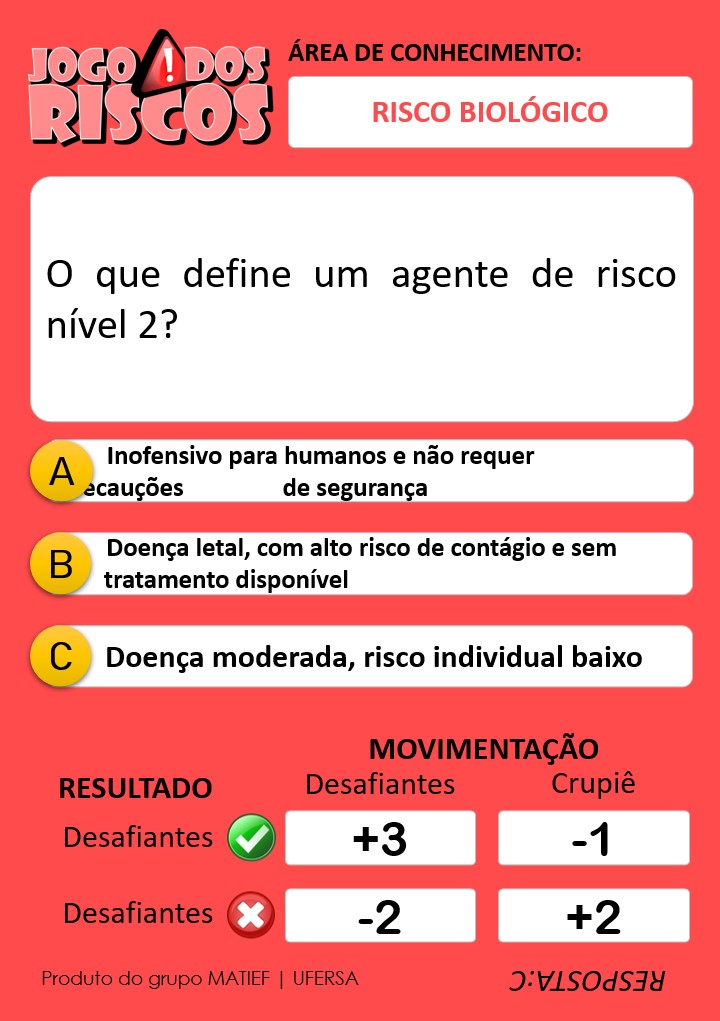 JOGO DOS
RISCOS
ÁREA DE CONHECIMENTO:
RISCO BIOLÓGICO
O que define um agente de risco
nível 2?
A
Inofensivo para humanos e não requer
ecauções de segurança
B
Doença letal, com alto risco de contágio e sem
tratamento disponível
C
Doença moderada, risco individual baixo
MOVIMENTAÇÃO
RESULTADO
Desafiantes
Crupiê
Desafiantes
+3
-1
Desafiantes
-2
+2
Produto do grupo MATIEF | UFERSA
RESPOSTA:C